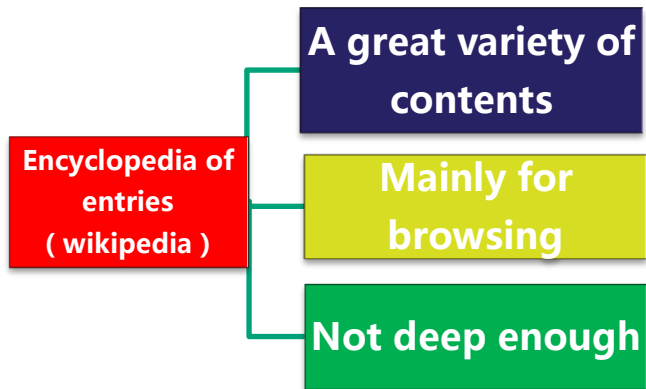 Encyclopedia of
entries
( wikipedia )
A great variety of
contents
Mainly for
browsing
Not deep enough